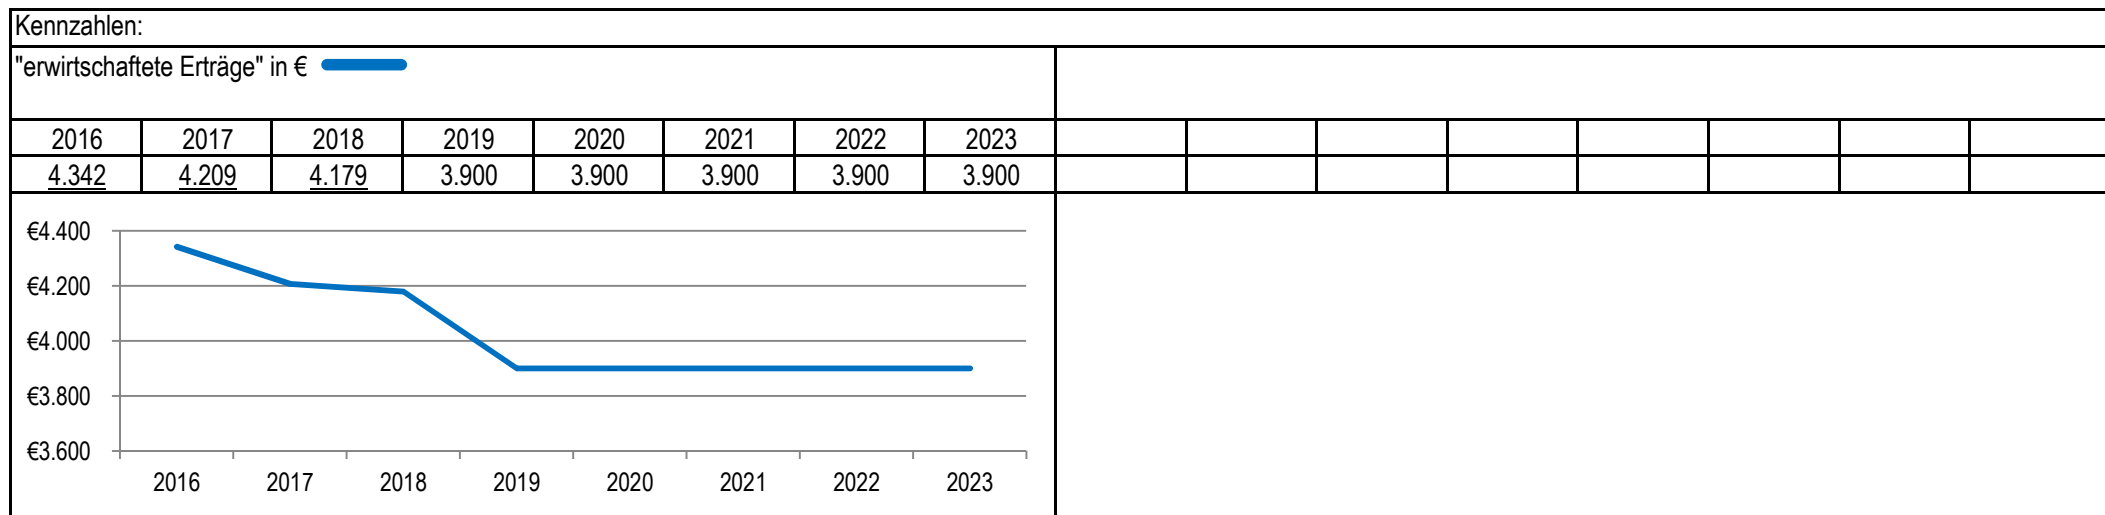 Kennzahlen:
"erwirtschaftete Erträge" in €
2016 2017 2018 2019 2020 2021 2022 2023
4.342 4.209 4.179 3.900 3.900 3.900 3.900 3.900
€4.400
€4.200
€4.000
€3.800
€3.600
2016 2017 2018 2019 2020 2021 2022 2023